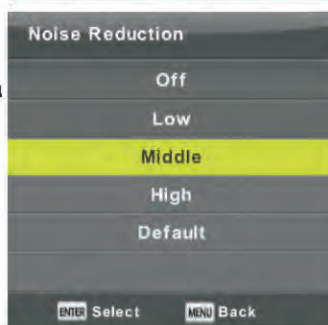 Noise Reduction
Off
Low
Middle
High
Default
ENTER Select MENU Back